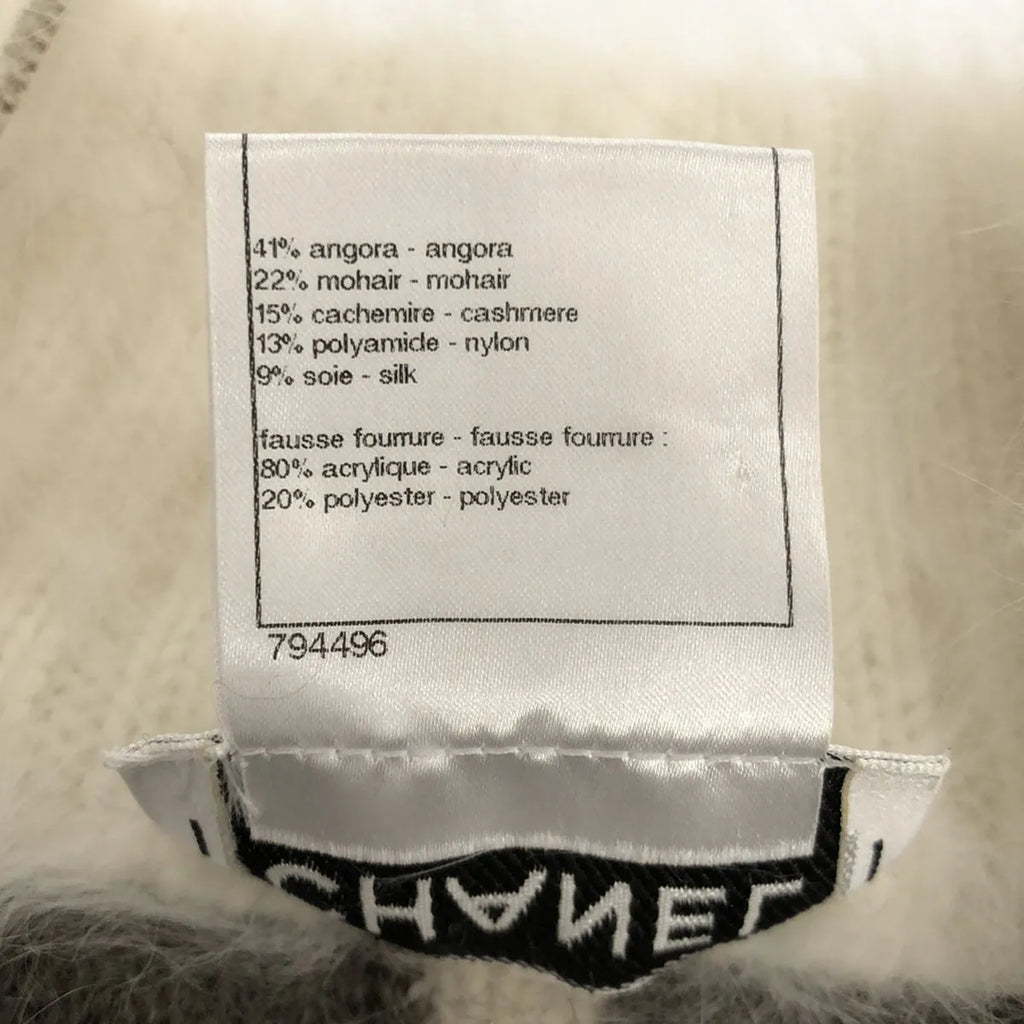 41% angora - angora
22% mohair - mohair
15% cachemire - cashmere
13% polyamide - nylon
9% soie - silk
fausse fourrure - fausse fourrure :
80% acrylique - acrylic
20% polyester - polyester
794496
CHANEL